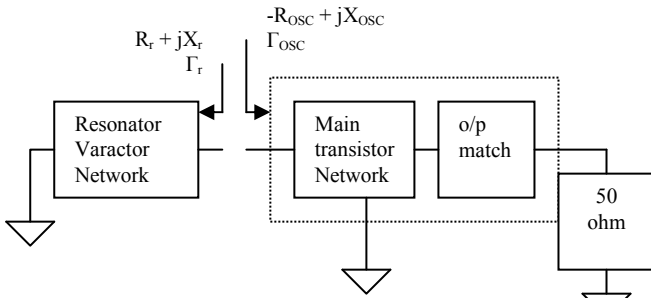 R_r + jX_r
Γ_r
-R_OSC + jX_OSC
Γ_OSC
Resonator
Varactor
Network
Main
transistor
Network
o/p
match
50
ohm